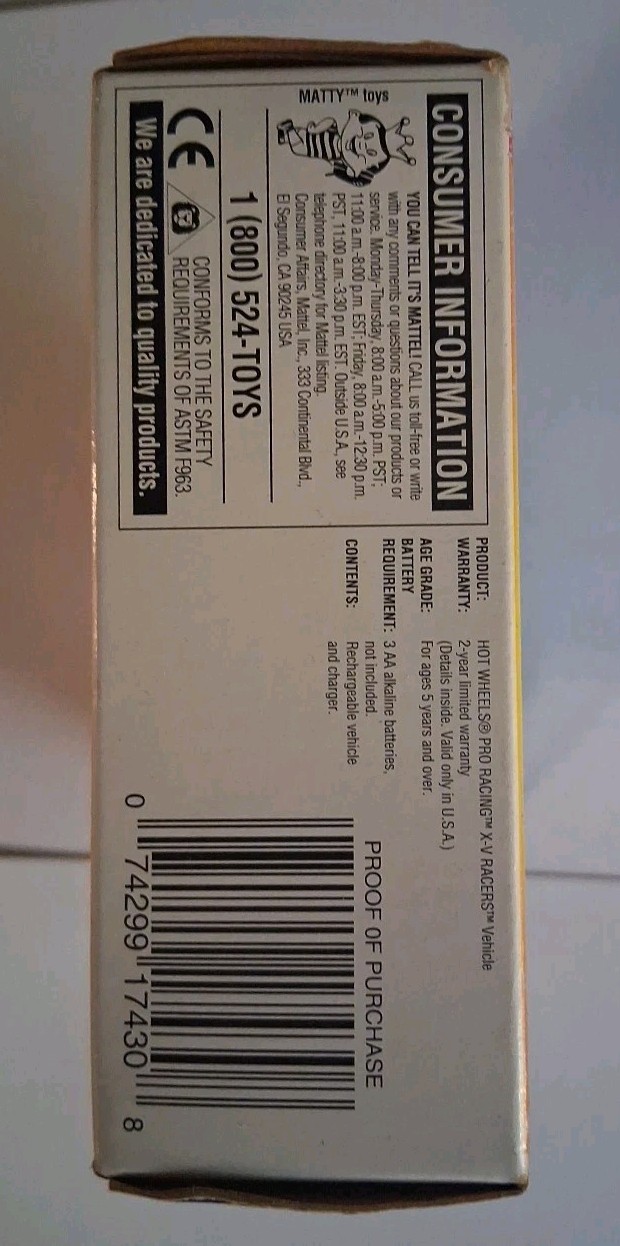 CONSUMER INFORMATION
MATTY™ toys
YOU CAN TELL IT'S MATTEL! CALL us toll-free or write
with any comments or questions about our products or
service. Monday-Thursday, 8:00 a.m.-5:00 p.m. PST;
11:00 a.m.-8:00 p.m. EST; Friday, 8:00 a.m.-12:30 p.m.
PST, 11:00 a.m.-3:30 p.m. EST. Outside U.S.A., see
telephone directory for Mattel listing.
Consumer Affairs, Mattel, Inc., 333 Continental Blvd.,
El Segundo, CA 90245 USA
1 (800) 524-TOYS
CE
CONFORMS TO THE SAFETY
REQUIREMENTS OF ASTM F963.
We are dedicated to quality products.
PRODUCT: HOT WHEELS® PRO RACING™ X-V RACERS™ Vehicle
WARRANTY: 2-year limited warranty
(Details inside. Valid only in U.S.A.)
AGE GRADE: For ages 5 years and over.
BATTERY
REQUIREMENT: 3 AA alkaline batteries,
not included.
CONTENTS: Rechargeable vehicle
and charger.
PROOF OF PURCHASE
0 74299 17430 8